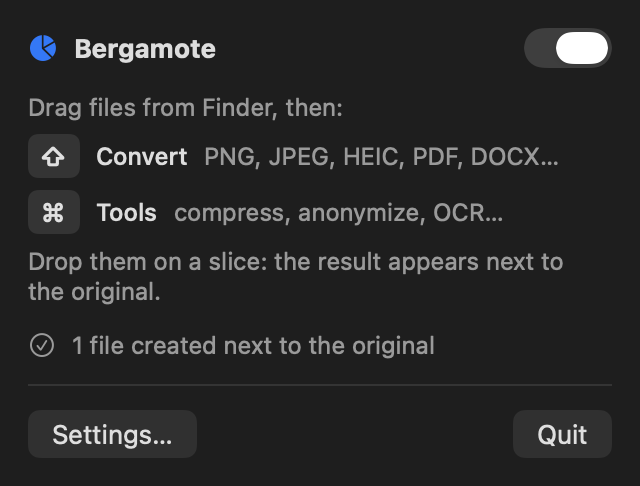 Bergamote
Drag files from Finder, then:
⇧ Convert PNG, JPEG, HEIC, PDF, DOCX...
⌘ Tools compress, anonymize, OCR...
Drop them on a slice: the result appears next to
the original.
1 file created next to the original
Settings...
Quit